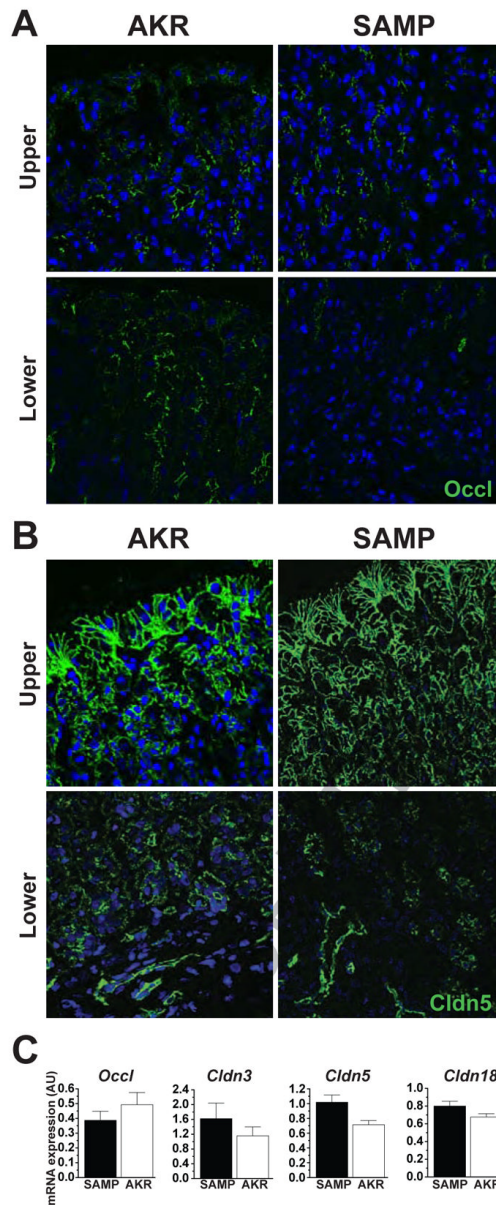 A
AKR SAMP
Upper
Lower
Occl
B
AKR SAMP
Upper
Lower
Cldn5
C
Occl Cldn3 Cldn5 Cldn18
mRNA expression (AU)
0.6
0.5
0.4
0.3
0.2
0.1
0.0
SAMP AKR
2.4
2.0
1.6
1.2
0.8
0.4
0.0
SAMP AKR
1.2
1.0
0.8
0.6
0.4
0.2
0.0
SAMP AKR
1.0
0.8
0.6
0.4
0.2
0.0
SAMP AKR